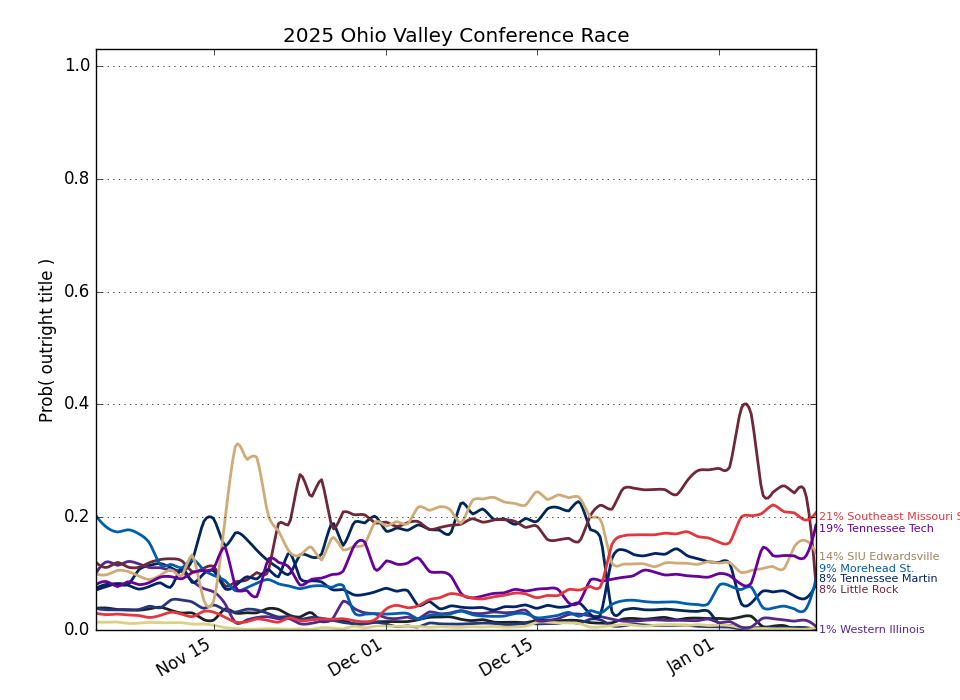 2025 Ohio Valley Conference Race
Prob( outright title )
1.0
0.8
0.6
0.4
0.2
0.0
Nov 15
Dec 01
Dec 15
Jan 01
21% Southeast Missouri S
19% Tennessee Tech
14% SIU Edwardsville
9% Morehead St.
8% Tennessee Martin
8% Little Rock
1% Western Illinois